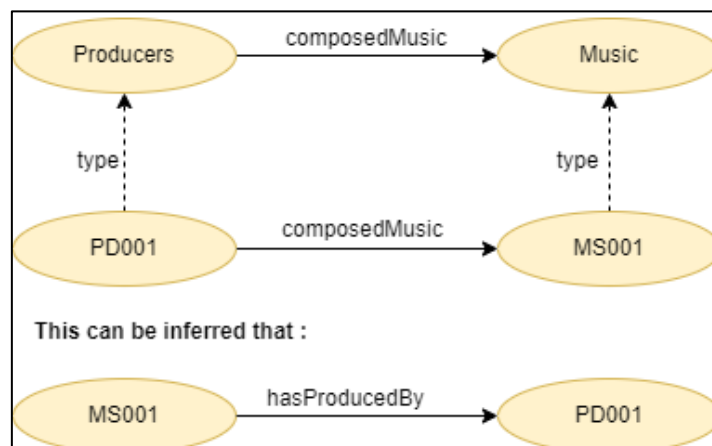 composedMusic
Producers Music
type type
composedMusic
PD001 MS001
This can be inferred that :
hasProducedBy
MS001 PD001